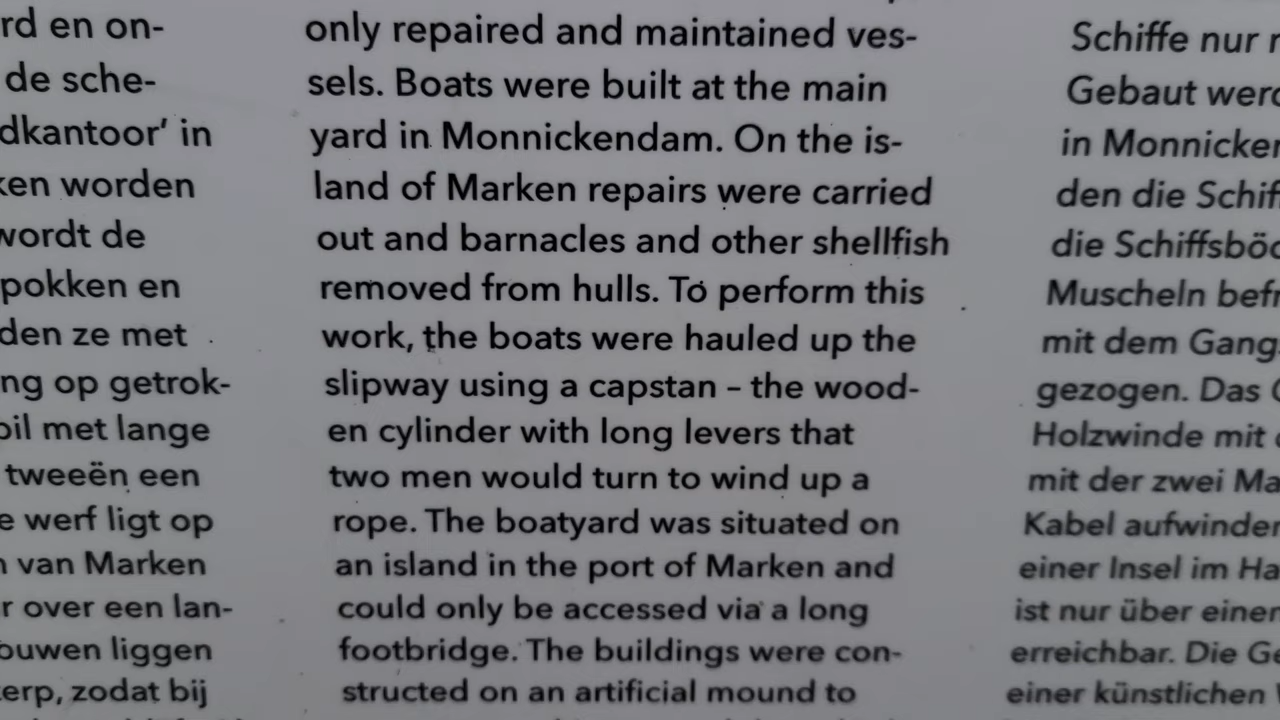 rd en on-
de sche-
dkantoor’ in
ken worden
wordt de
pokken en
den ze met
ng op getrok-
oil met lange
tweeën een
e werf ligt op
n van Marken
r over een lan-
ouwen liggen
erp, zodat bij
only repaired and maintained ves-
sels. Boats were built at the main
yard in Monnickendam. On the is-
land of Marken repairs were carried
out and barnacles and other shellfish
removed from hulls. To perform this
work, the boats were hauled up the
slipway using a capstan – the wood-
en cylinder with long levers that
two men would turn to wind up a
rope. The boatyard was situated on
an island in the port of Marken and
could only be accessed via a long
footbridge. The buildings were con-
structed on an artificial mound to
Schiffe nur
Gebaut werd
in Monnicken
den die Schiff
die Schiffsböd
Muscheln befr
mit dem Gang
gezogen. Das
Holzwinde mit
mit der zwei Ma
Kabel aufwinden
einer Insel im Ha
ist nur über einen
erreichbar. Die Ge
einer künstlichen